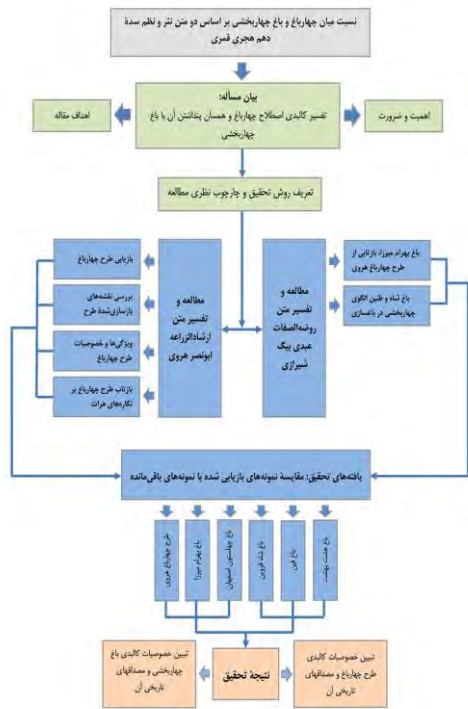 نسبت میان چهارباغ و باغ چهاربخشی بر اساس دو متن نثر و نظم سدۀ
دهم هجری قمری
بیان مسأله:
تفسیر کالبدی اصطلاح چهارباغ و همسان پنداشتن آن با باغ
چهاربخشی
اهمیت و ضرورت
اهداف مقاله
تعریف روش تحقیق و چارچوب نظری مطالعه
باغ بهرام میرزا، بازتابی از
طرح چهارباغ هروی
باغ شاه و طنین الگوی
چهاربخشی در باغسازی
مطالعه و
تفسیر متن
روضه‌الصفات
عبدی بیگ
شیرازی
مطالعه و
تفسیر متن
ارشادالزراعه
ابونصر هروی
بازیابی طرح چهارباغ
بررسی نقشه‌های
بازسازی‌شدۀ طرح
ویژگی‌ها و خصوصیات
طرح چهارباغ
بازتاب طرح چهارباغ بر
نگاره‌های هرات
یافته‌های تحقیق: مقایسۀ نمونه‌های بازیابی شده با نمونه‌های باقی‌مانده
باغ هشت بهشت
باغ فین
باغ شاه قزوین
باغ چهلستون اصفهان
باغ بهرام میرزا
طرح چهارباغ هروی
تبیین خصوصیات کالبدی
طرح چهارباغ و مصداقهای
تاریخی آن
نتیجۀ تحقیق
تبیین خصوصیات کالبدی باغ
چهاربخشی و مصداقهای
تاریخی آن